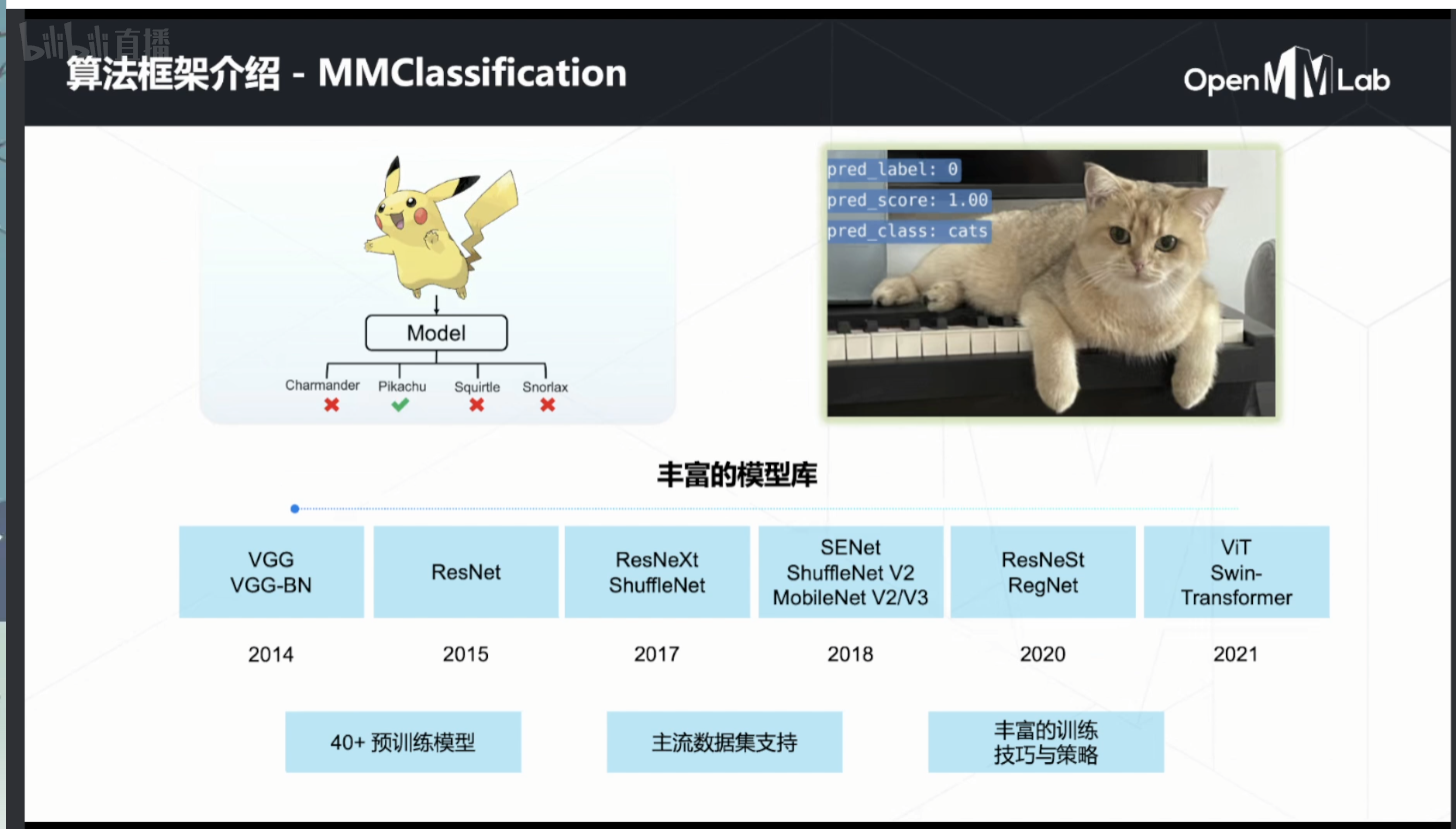 bilibili直播
算法框架介绍 - MMClassification
OpenMMLab
pred_label: 0
pred_score: 1.00
pred_class: cats
Model
Charmander Pikachu Squirtle Snorlax
丰富的模型库
VGG
VGG-BN
ResNet
ResNeXt
ShuffleNet
SENet
ShuffleNet V2
MobileNet V2/V3
ResNeSt
RegNet
ViT
Swin-
Transformer
2014 2015 2017 2018 2020 2021
40+ 预训练模型
主流数据集支持
丰富的训练
技巧与策略